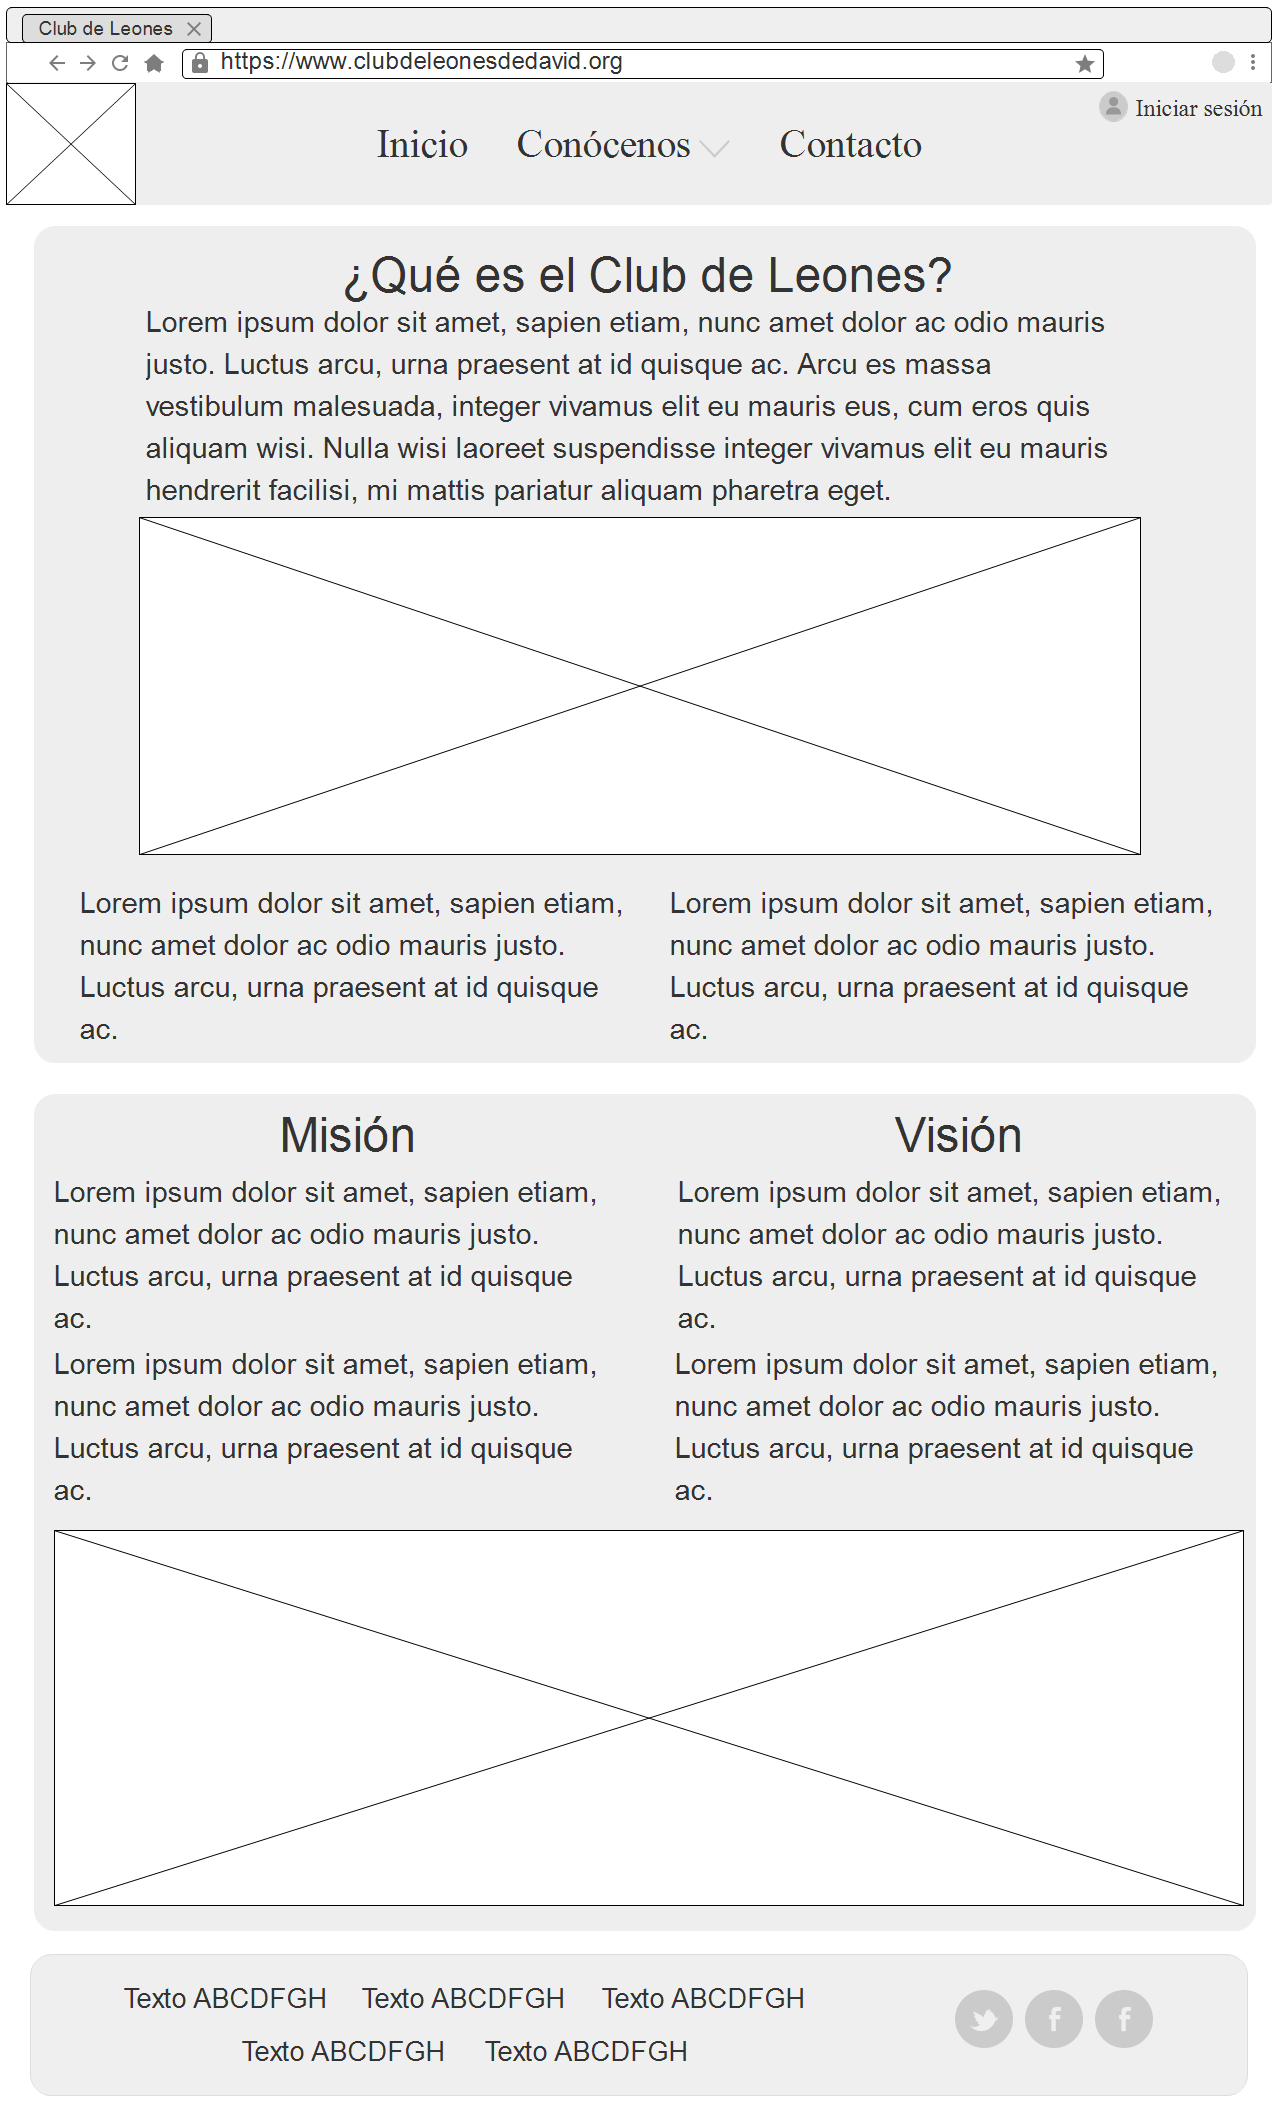 Club de Leones
https://www.clubdeleonesdedavid.org
Iniciar sesión
Inicio Conócenos Contacto
¿Qué es el Club de Leones?
Lorem ipsum dolor sit amet, sapien etiam, nunc amet dolor ac odio mauris
justo. Luctus arcu, urna praesent at id quisque ac. Arcu es massa
vestibulum malesuada, integer vivamus elit eu mauris eus, cum eros quis
aliquam wisi. Nulla wisi laoreet suspendisse integer vivamus elit eu mauris
hendrerit facilisi, mi mattis pariatur aliquam pharetra eget.
Lorem ipsum dolor sit amet, sapien etiam,
nunc amet dolor ac odio mauris justo.
Luctus arcu, urna praesent at id quisque
ac.
Lorem ipsum dolor sit amet, sapien etiam,
nunc amet dolor ac odio mauris justo.
Luctus arcu, urna praesent at id quisque
ac.
Misión
Lorem ipsum dolor sit amet, sapien etiam,
nunc amet dolor ac odio mauris justo.
Luctus arcu, urna praesent at id quisque
ac.
Lorem ipsum dolor sit amet, sapien etiam,
nunc amet dolor ac odio mauris justo.
Luctus arcu, urna praesent at id quisque
ac.
Visión
Lorem ipsum dolor sit amet, sapien etiam,
nunc amet dolor ac odio mauris justo.
Luctus arcu, urna praesent at id quisque
ac.
Lorem ipsum dolor sit amet, sapien etiam,
nunc amet dolor ac odio mauris justo.
Luctus arcu, urna praesent at id quisque
ac.
Texto ABCDFGH Texto ABCDFGH Texto ABCDFGH
Texto ABCDFGH Texto ABCDFGH